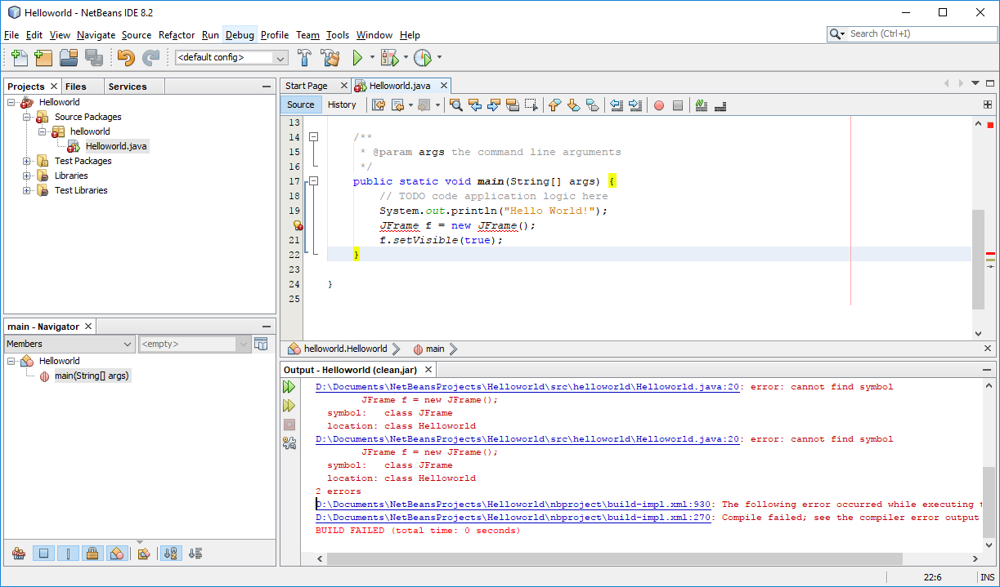 Helloworld - NetBeans IDE 8.2
File Edit View Navigate Source Refactor Run Debug Profile Team Tools Window Help
Search (Ctrl+I)
<default config>
Projects Files Services
Helloworld
Source Packages
helloworld
Helloworld.java
Test Packages
Libraries
Test Libraries
main - Navigator
Members
<empty>
Helloworld
main(String[] args)
Start Page Helloworld.java
Source History
13
14 /**
15 * @param args the command line arguments
16 */
17 public static void main(String[] args) {
18 // TODO code application logic here
19 System.out.println("Hello World!");
JFrame f = new JFrame();
21 f.setVisible(true);
22 }
23
24 }
25
helloworld.Helloworld main
Output - Helloworld (clean,jar)
D:\Documents\NetBeansProjects\Helloworld\src\helloworld\Helloworld.java:20: error: cannot find symbol
JFrame f = new JFrame();
symbol: class JFrame
location: class Helloworld
D:\Documents\NetBeansProjects\Helloworld\src\helloworld\Helloworld.java:20: error: cannot find symbol
JFrame f = new JFrame();
symbol: class JFrame
location: class Helloworld
2 errors
D:\Documents\NetBeansProjects\Helloworld\nbproject\build-impl.xml:930: The following error occurred while executing t
D:\Documents\NetBeansProjects\Helloworld\nbproject\build-impl.xml:270: Compile failed; see the compiler error output
BUILD FAILED (total time: 0 seconds)
22:6 INS